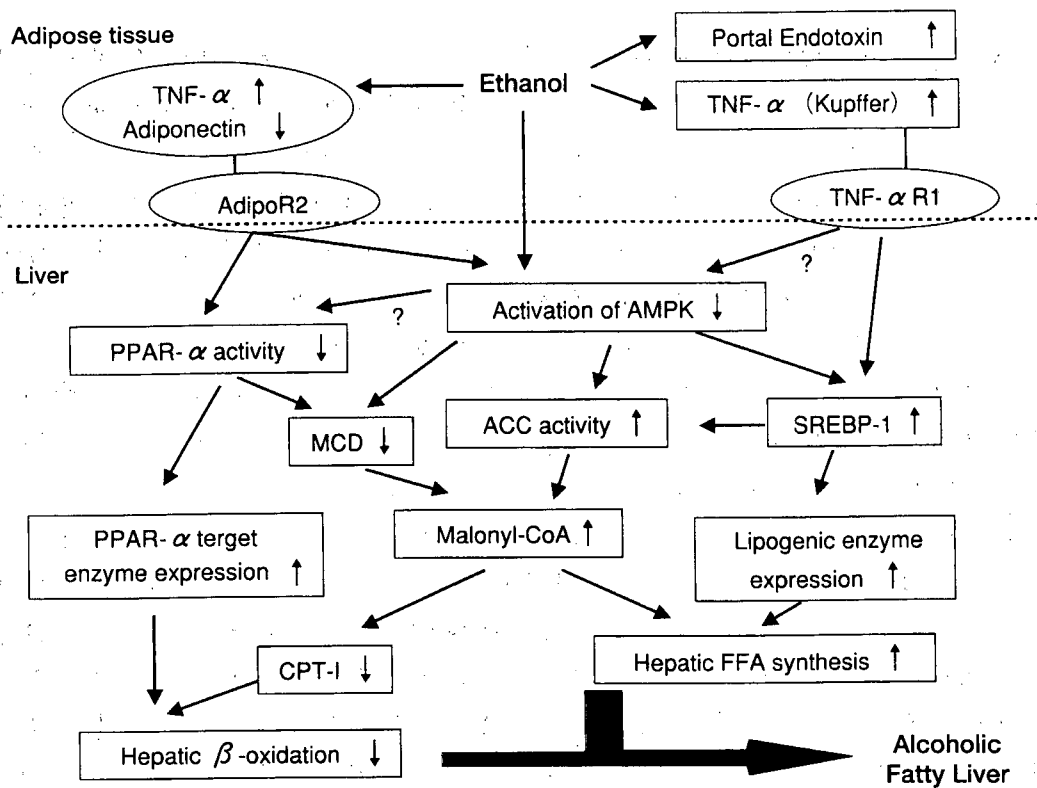 Adipose tissue
Portal Endotoxin ↑
Ethanol
TNF-α ↑
Adiponectin ↓
TNF-α (Kupffer) ↑
AdipoR2
TNF-α R1
Liver
?
Activation of AMPK ↓
?
PPAR-α activity ↓
MCD ↓
ACC activity ↑
SREBP-1 ↑
PPAR-α terget
enzyme expression ↑
Malonyl-CoA ↑
Lipogenic enzyme
expression ↑
CPT-I ↓
Hepatic FFA synthesis ↑
Hepatic β-oxidation ↓
Alcoholic
Fatty Liver